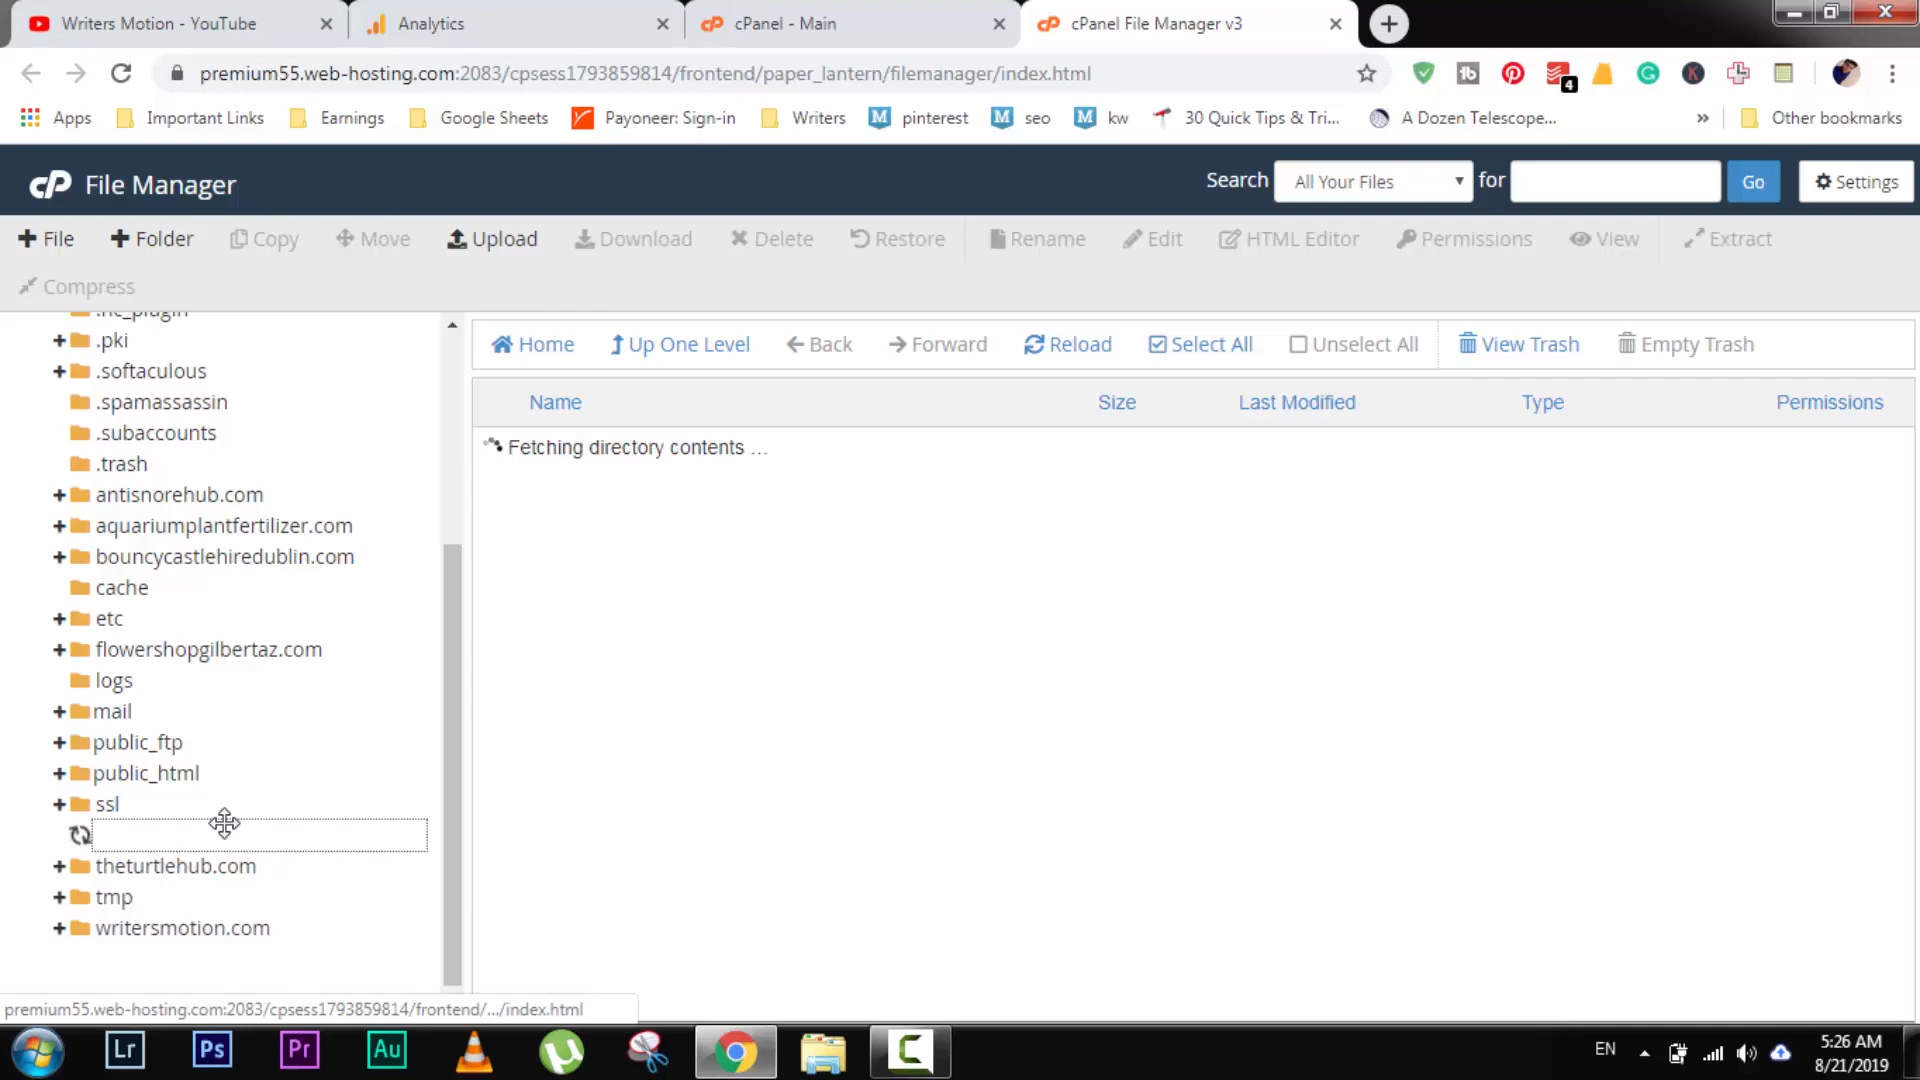 Writers Motion - YouTube
Analytics
cPanel - Main
cPanel File Manager v3
premium55.web-hosting.com:2083/cpsess1793859814/frontend/paper_lantern/filemanager/index.html
4
Apps
Important Links
Earnings
Google Sheets
Payoneer: Sign-in
Writers
pinterest
seo
kw
30 Quick Tips & Tri...
A Dozen Telescope...
»
Other bookmarks
cP File Manager
Search
All Your Files
for
Go
Settings
File
Folder
Copy
Move
Upload
Download
Delete
Restore
Rename
Edit
HTML Editor
Permissions
View
Extract
Compress
.nc_plugin
.pki
.softaculous
.spamassassin
.subaccounts
.trash
antisnorehub.com
aquariumplantfertilizer.com
bouncycastlehiredublin.com
cache
etc
flowershopgilbertaz.com
logs
mail
public_ftp
public_html
ssl
theturtlehub.com
tmp
writersmotion.com
Home
Up One Level
Back
Forward
Reload
Select All
Unselect All
View Trash
Empty Trash
Name
Size
Last Modified
Type
Permissions
Fetching directory contents …
premium55.web-hosting.com:2083/cpsess1793859814/frontend/.../index.html
Lr
Ps
Pr
Au
EN
5:26 AM
8/21/2019